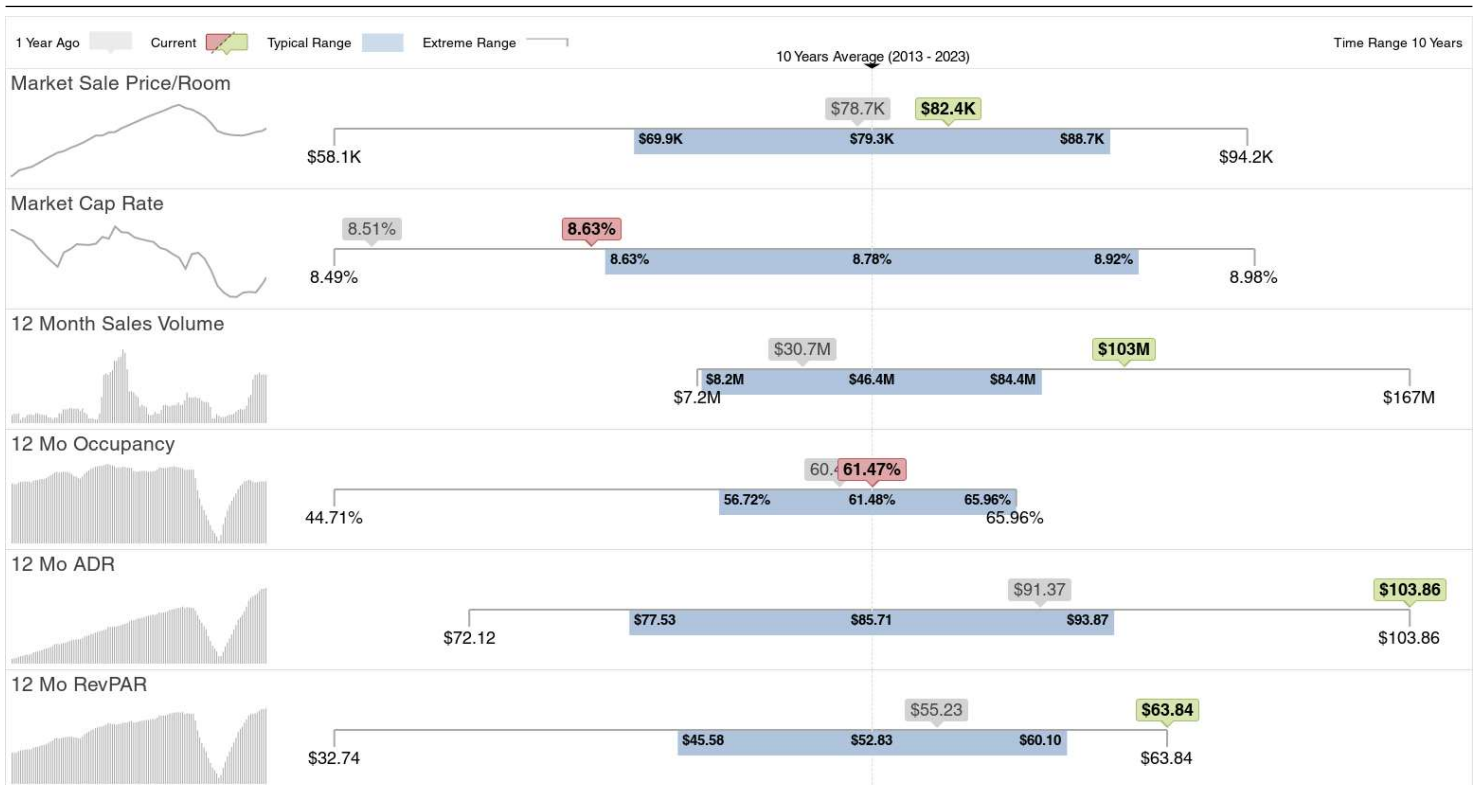 1 Year Ago Current Typical Range Extreme Range Time Range 10 Years
10 Years Average (2013 - 2023)
Market Sale Price/Room
$78.7K $82.4K
$69.9K $79.3K $88.7K
$58.1K $94.2K
Market Cap Rate
8.51% 8.63%
8.63% 8.78% 8.92%
8.49% 8.98%
12 Month Sales Volume
$30.7M $103M
$8.2M $46.4M $84.4M
$7.2M $167M
12 Mo Occupancy
61.47%
56.72% 61.48% 65.96%
44.71% 65.96%
12 Mo ADR
$91.37 $103.86
$77.53 $85.71 $93.87
$72.12 $103.86
12 Mo RevPAR
$55.23 $63.84
$45.58 $52.83 $60.10
$32.74 $63.84